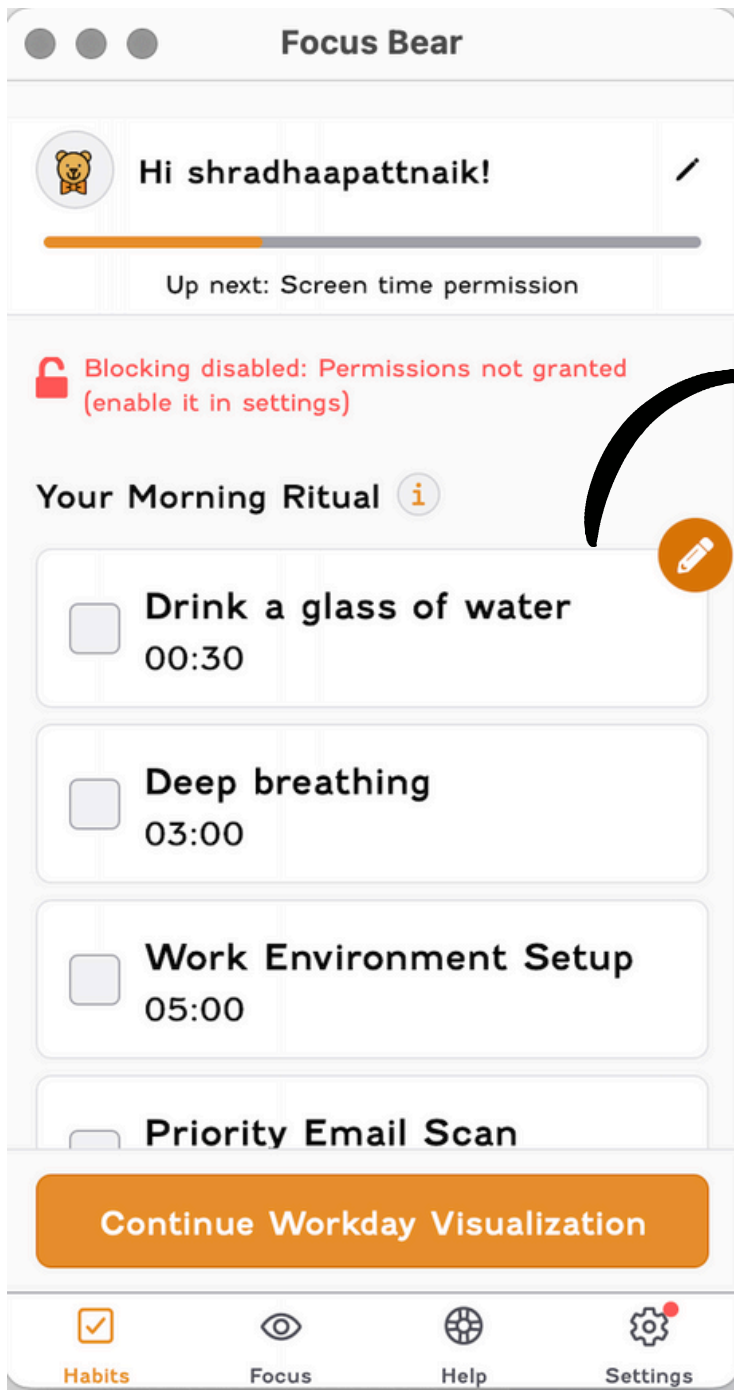 Focus Bear
Hi shradhaapattnaik!
Up next: Screen time permission
Blocking disabled: Permissions not granted
(enable it in settings)
Your Morning Ritual i
Drink a glass of water
00:30
Deep breathing
03:00
Work Environment Setup
05:00
Priority Email Scan
Continue Workday Visualization
Habits Focus Help Settings